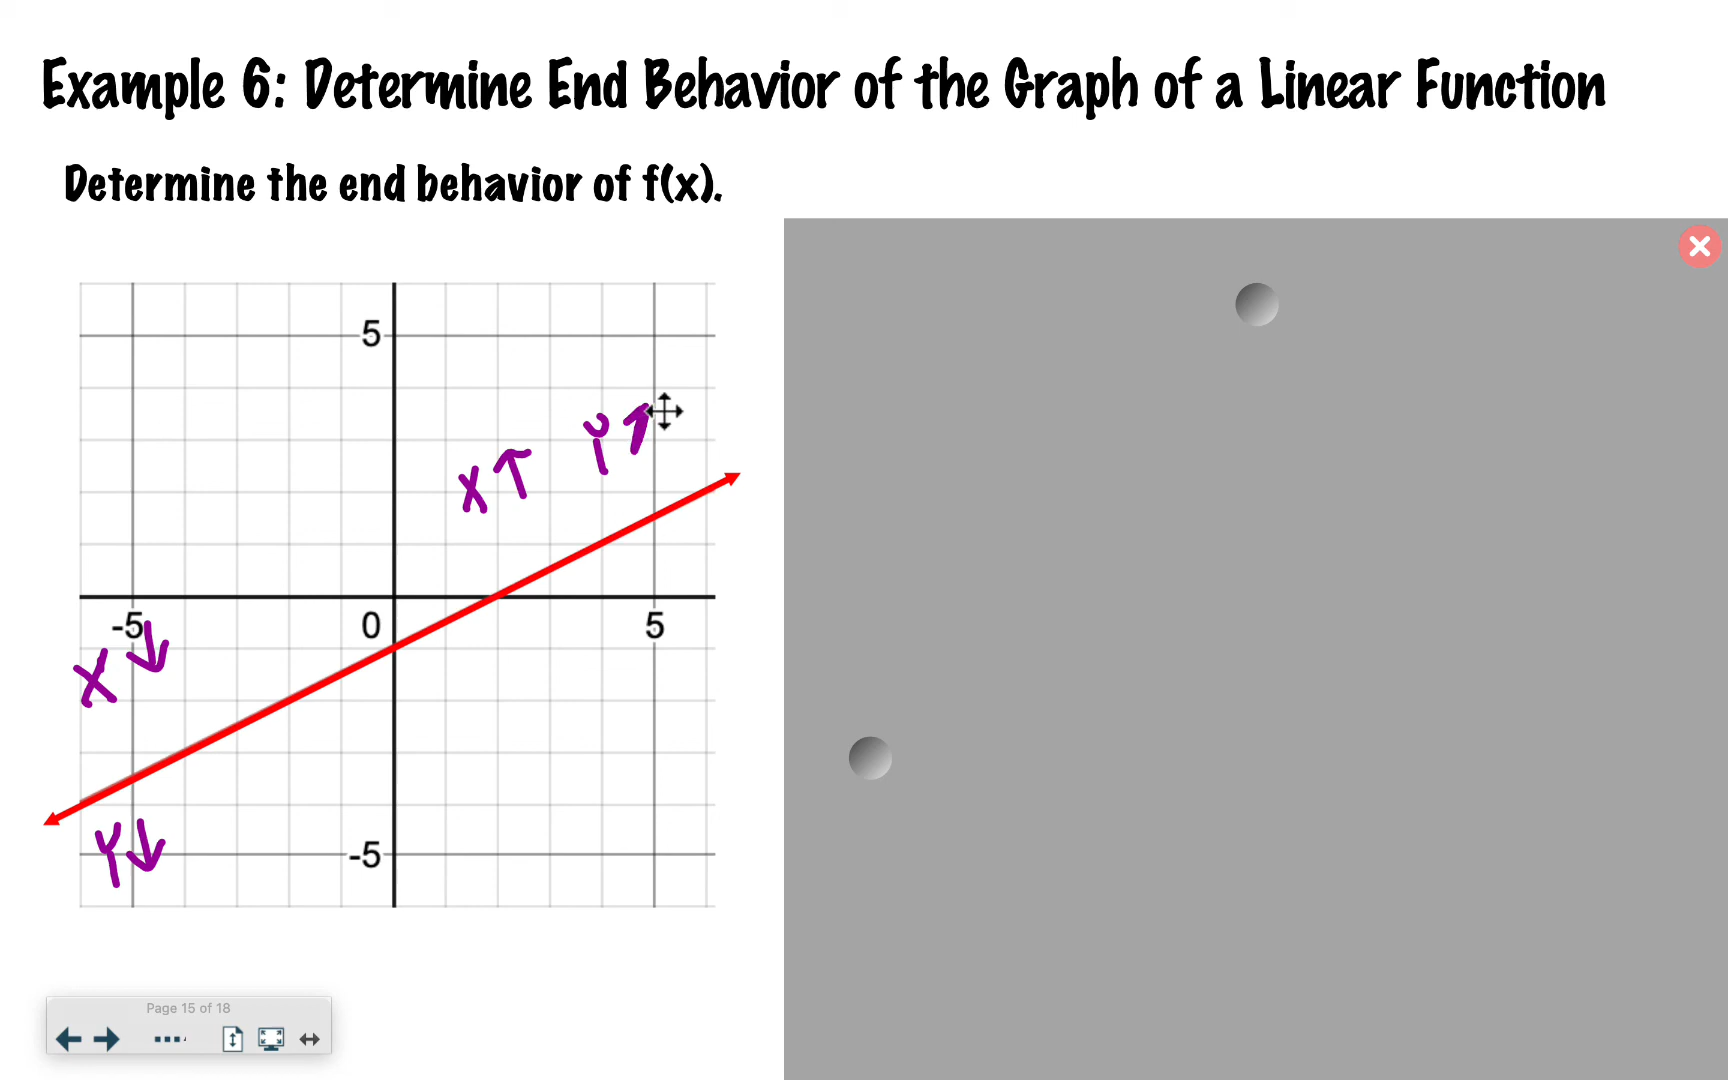 Example 6: Determine End Behavior of the Graph of a Linear Function
Determine the end behavior of f(x).
5
x↑ y↑
-5 0 5
x↓
y↓
-5
Page 15 of 18